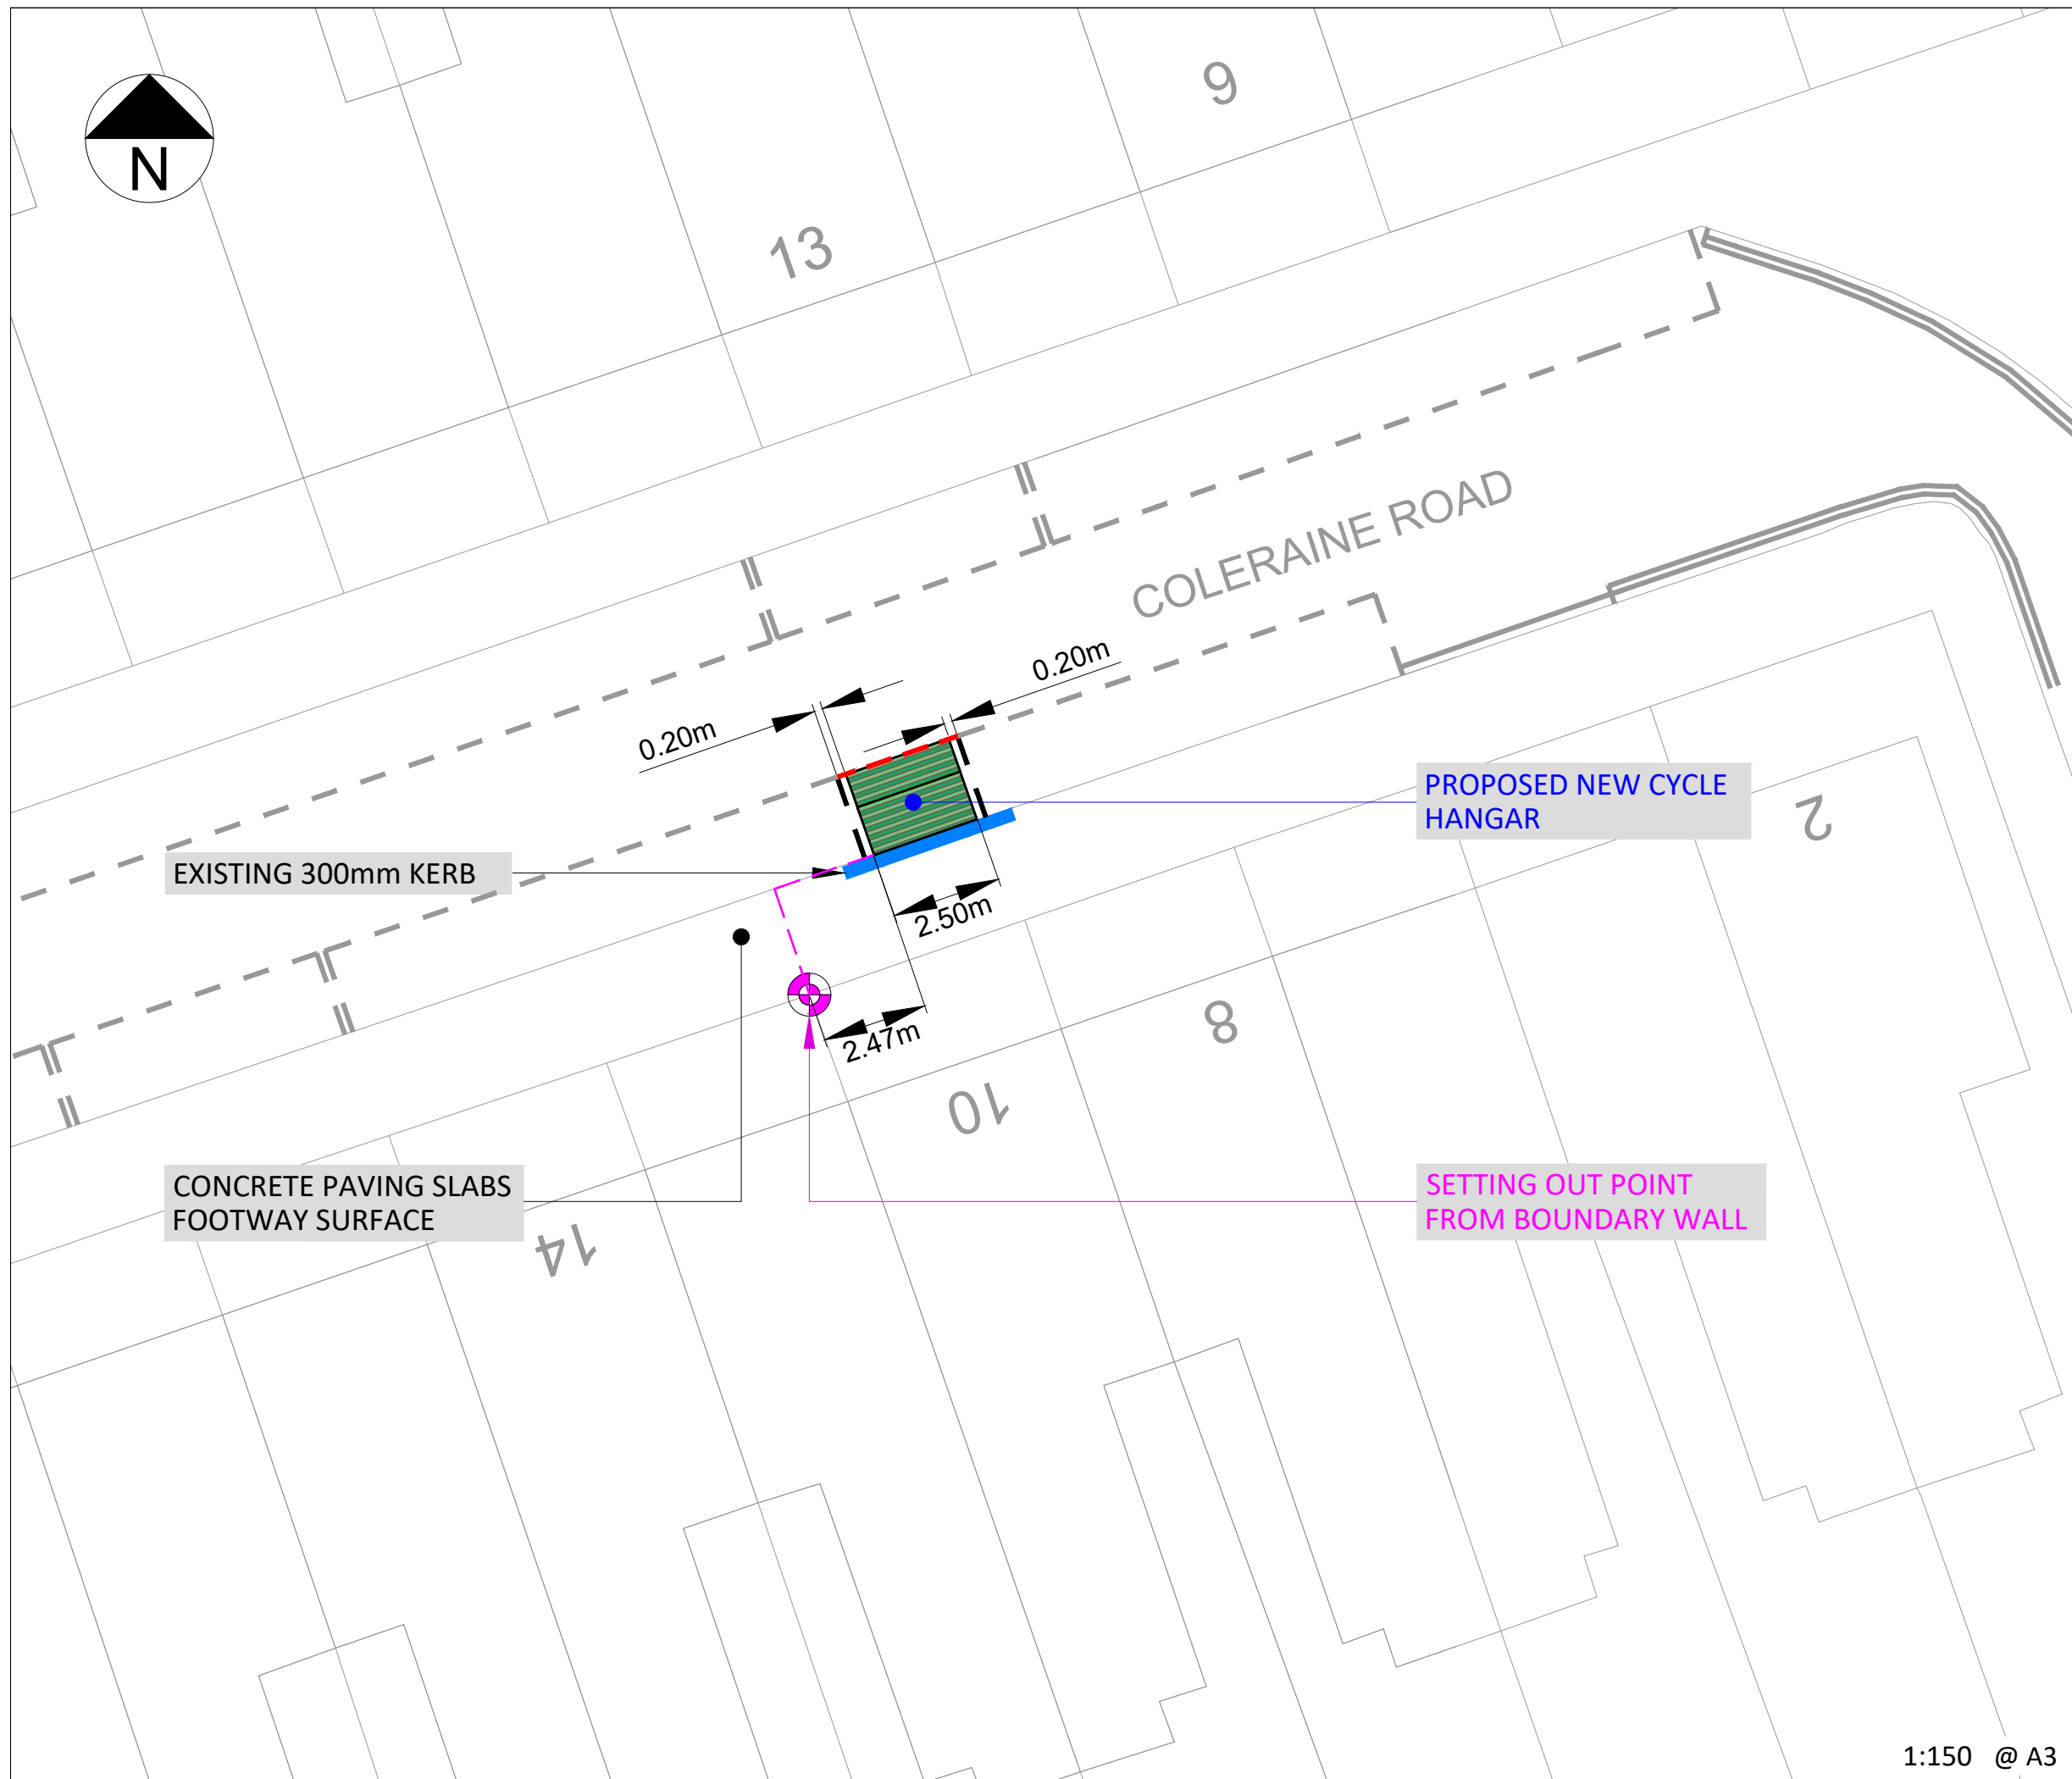 9
N
13
COLERAINE ROAD
0.20m
0.20m
PROPOSED NEW CYCLE
HANGAR
2
EXISTING 300mm KERB
2.50m
8
2.47m
10
CONCRETE PAVING SLABS
FOOTWAY SURFACE
SETTING OUT POINT
FROM BOUNDARY WALL
14
1:150 @ A3